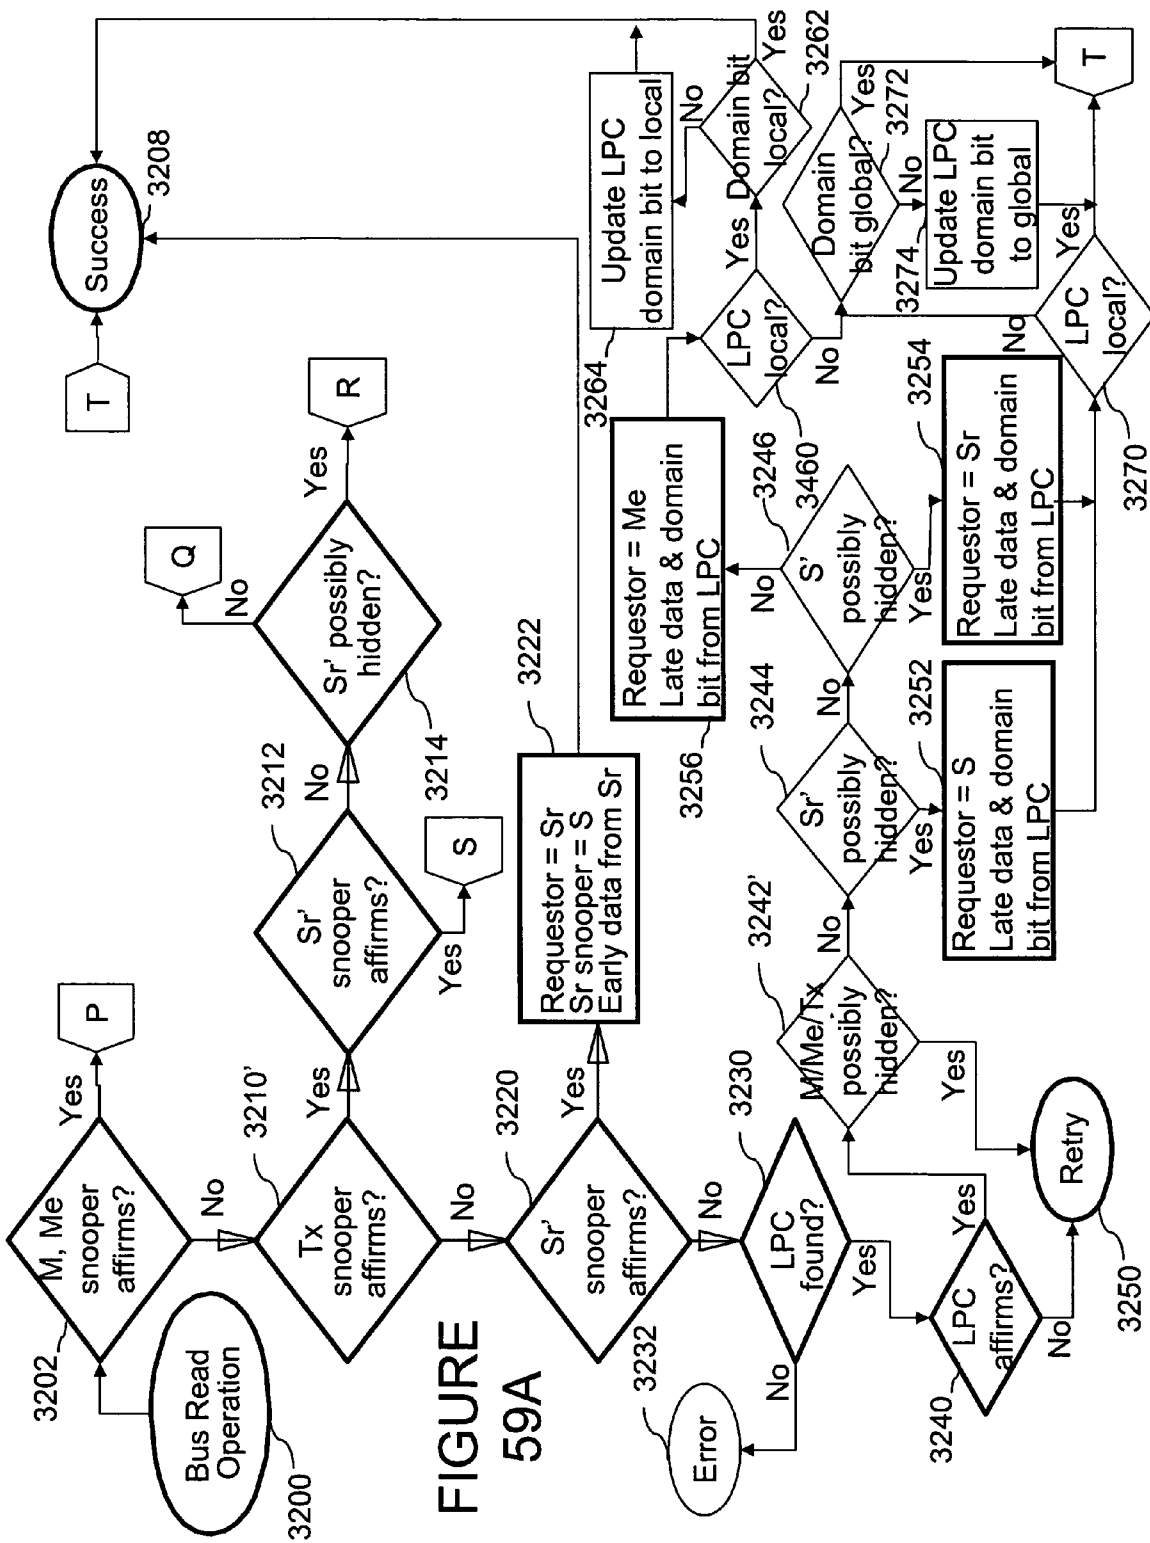 Bus Read
Operation
3200
3202
M, Me
snooper
affirms?
Yes
P
No
3210'
Tx
snooper
affirms?
Yes
No
3212
Sr'
snooper
affirms?
Yes
S
No
3214
Sr' possibly
hidden?
No
Q
Yes
R
T
Success
3208
3220
Sr'
snooper
affirms?
Yes
No
3222
Requestor = Sr
Sr snooper = S
Early data from Sr
3230
LPC
found?
No
3232
Error
Yes
3240
LPC
affirms?
Yes
No
3250
Retry
3242'
M/Me/Tx
possibly
hidden?
Yes
No
3244
Sr'
possibly
hidden?
Yes
No
3252
Requestor = S
Late data & domain
bit from LPC
3246
S'
possibly
hidden?
Yes
No
3254
Requestor = Sr
Late data & domain
bit from LPC
3256
Requestor = Me
Late data & domain
bit from LPC
3460
LPC
local?
Yes
No
3262
Domain bit
local?
Yes
No
3264
Update LPC
domain bit to local
3270
LPC
local?
Yes
No
3272
Domain
bit global?
Yes
No
3274
Update LPC
domain bit
to global
T
FIGURE
59A